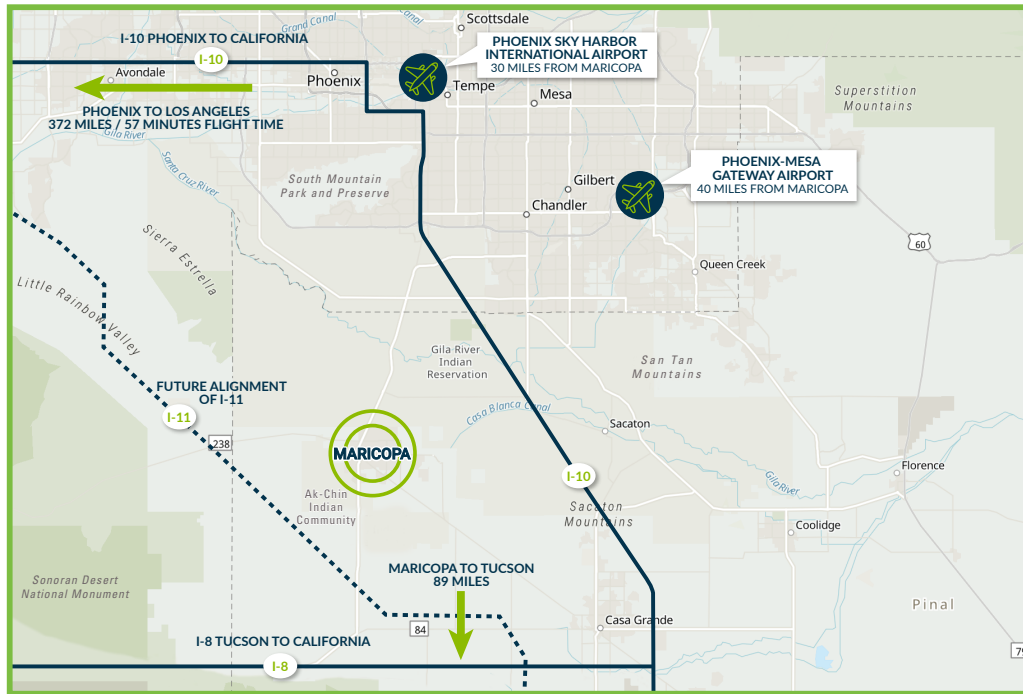 Scottsdale
Grand Canal
Canal
I-10 PHOENIX TO CALIFORNIA
I-10
PHOENIX SKY HARBOR
INTERNATIONAL AIRPORT
30 MILES FROM MARICOPA
Avondale
Phoenix
Tempe
Mesa
Superstition
Mountains
PHOENIX TO LOS ANGELES
372 MILES / 57 MINUTES FLIGHT TIME
Gila River
Santa Cruz River
South Mountain
Park and Preserve
PHOENIX-MESA
GATEWAY AIRPORT
40 MILES FROM MARICOPA
Gilbert
Chandler
Sierra Estrella
60
Queen Creek
Little Rainbow Valley
Gila River
Indian
Reservation
San Tan
Mountains
FUTURE ALIGNMENT
OF I-11
I-11
238
Casa Blanca Canal
Sacaton
MARICOPA
Florence
I-10
Gila River
Ak-Chin
Indian
Community
Sacaton
Mountains
Coolidge
MARICOPA TO TUCSON
89 MILES
Sonoran Desert
National Monument
Pinal
84
Casa Grande
I-8 TUCSON TO CALIFORNIA
I-8